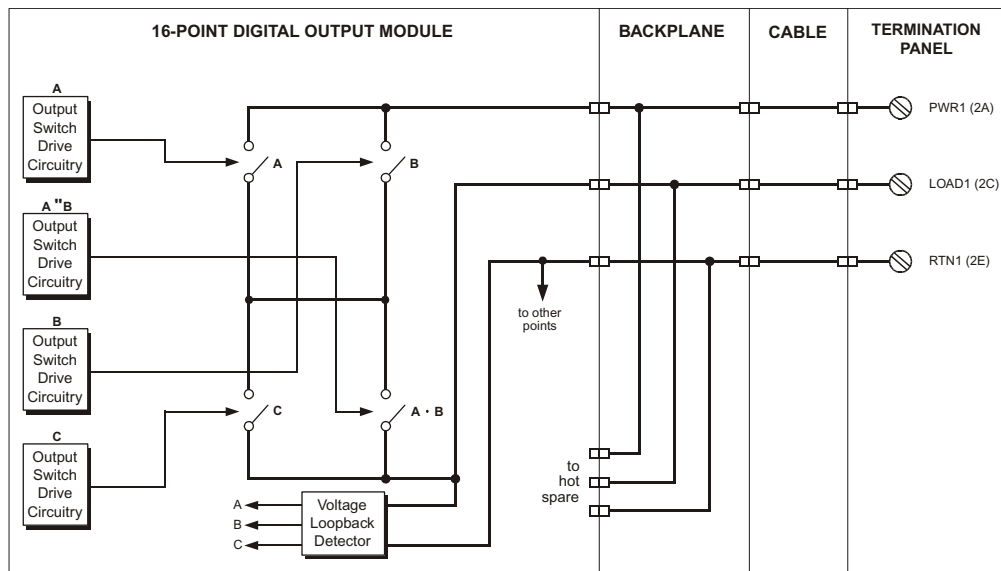 16-POINT DIGITAL OUTPUT MODULE
BACKPLANE
CABLE
TERMINATION
PANEL
A
Output
Switch
Drive
Circuitry
A "B
Output
Switch
Drive
Circuitry
B
Output
Switch
Drive
Circuitry
C
Output
Switch
Drive
Circuitry
A
B
C
A · B
to other
points
A
B
C
Voltage
Loopback
Detector
to
hot
spare
PWR1 (2A)
LOAD1 (2C)
RTN1 (2E)